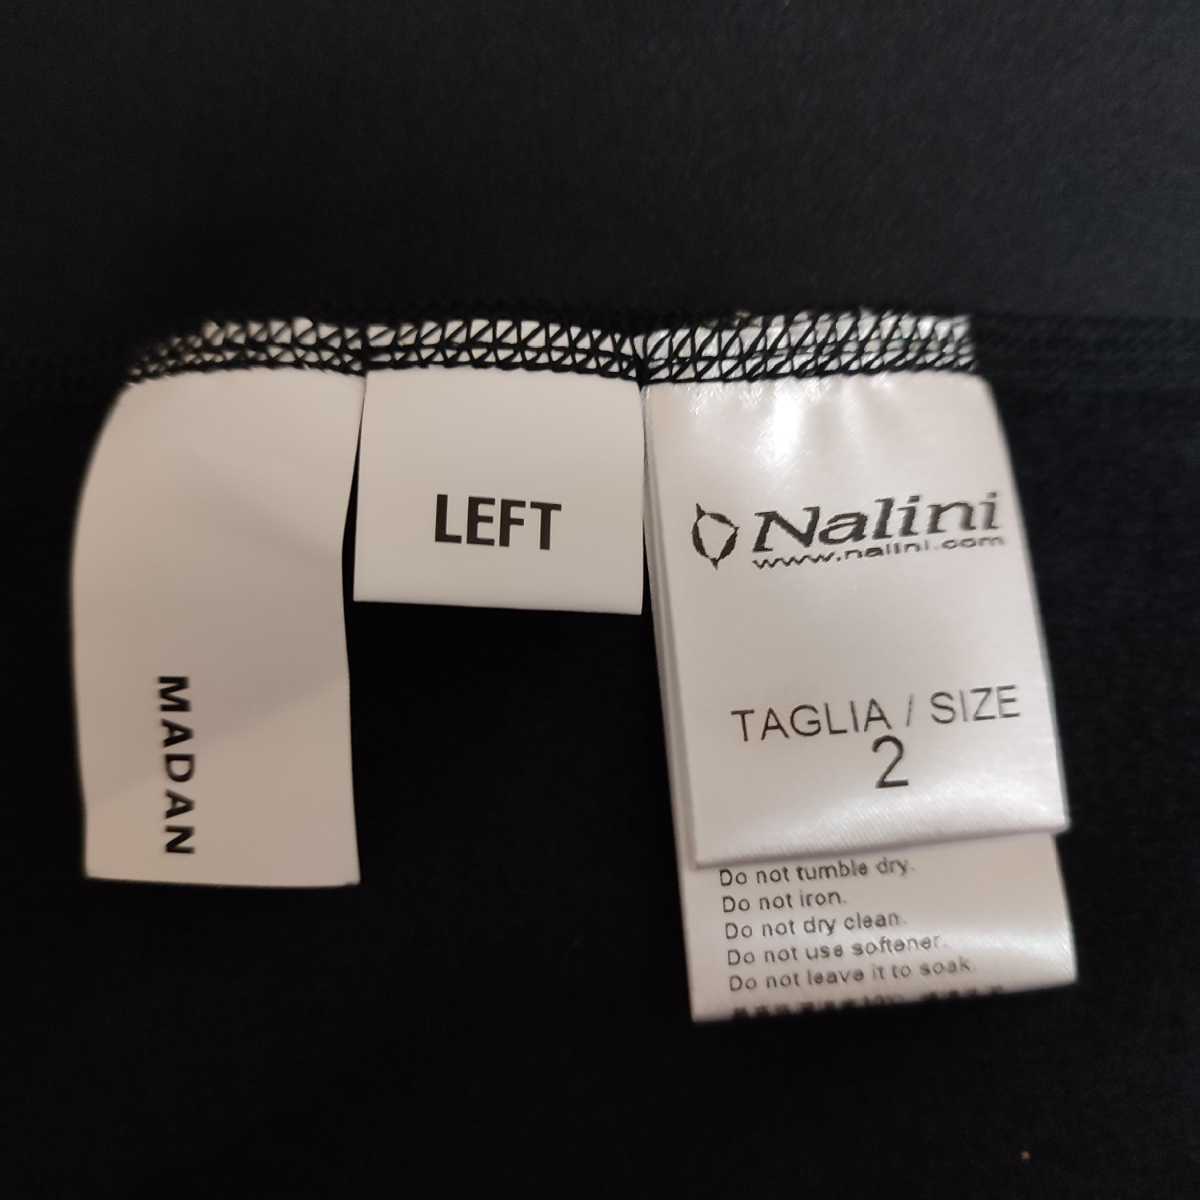 MADAN
LEFT
Nalini
www.nalini.com
TAGLIA / SIZE
2
Do not tumble dry.
Do not iron.
Do not dry clean.
Do not use softener.
Do not leave it to soak.